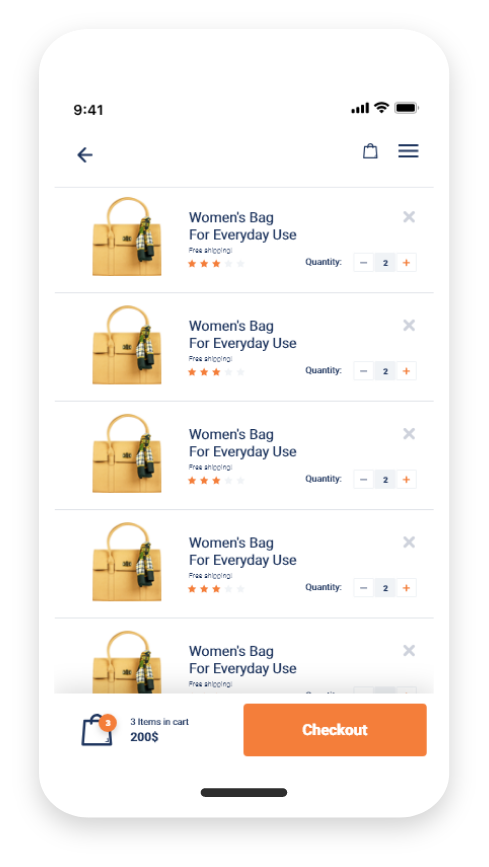 9:41
Women's Bag
For Everyday Use
Free shipping!
Quantity:
2
Women's Bag
For Everyday Use
Free shipping!
Quantity:
2
Women's Bag
For Everyday Use
Free shipping!
Quantity:
2
Women's Bag
For Everyday Use
Free shipping!
Quantity:
2
Women's Bag
For Everyday Use
Free shipping!
3
3 Items in cart
200$
Checkout